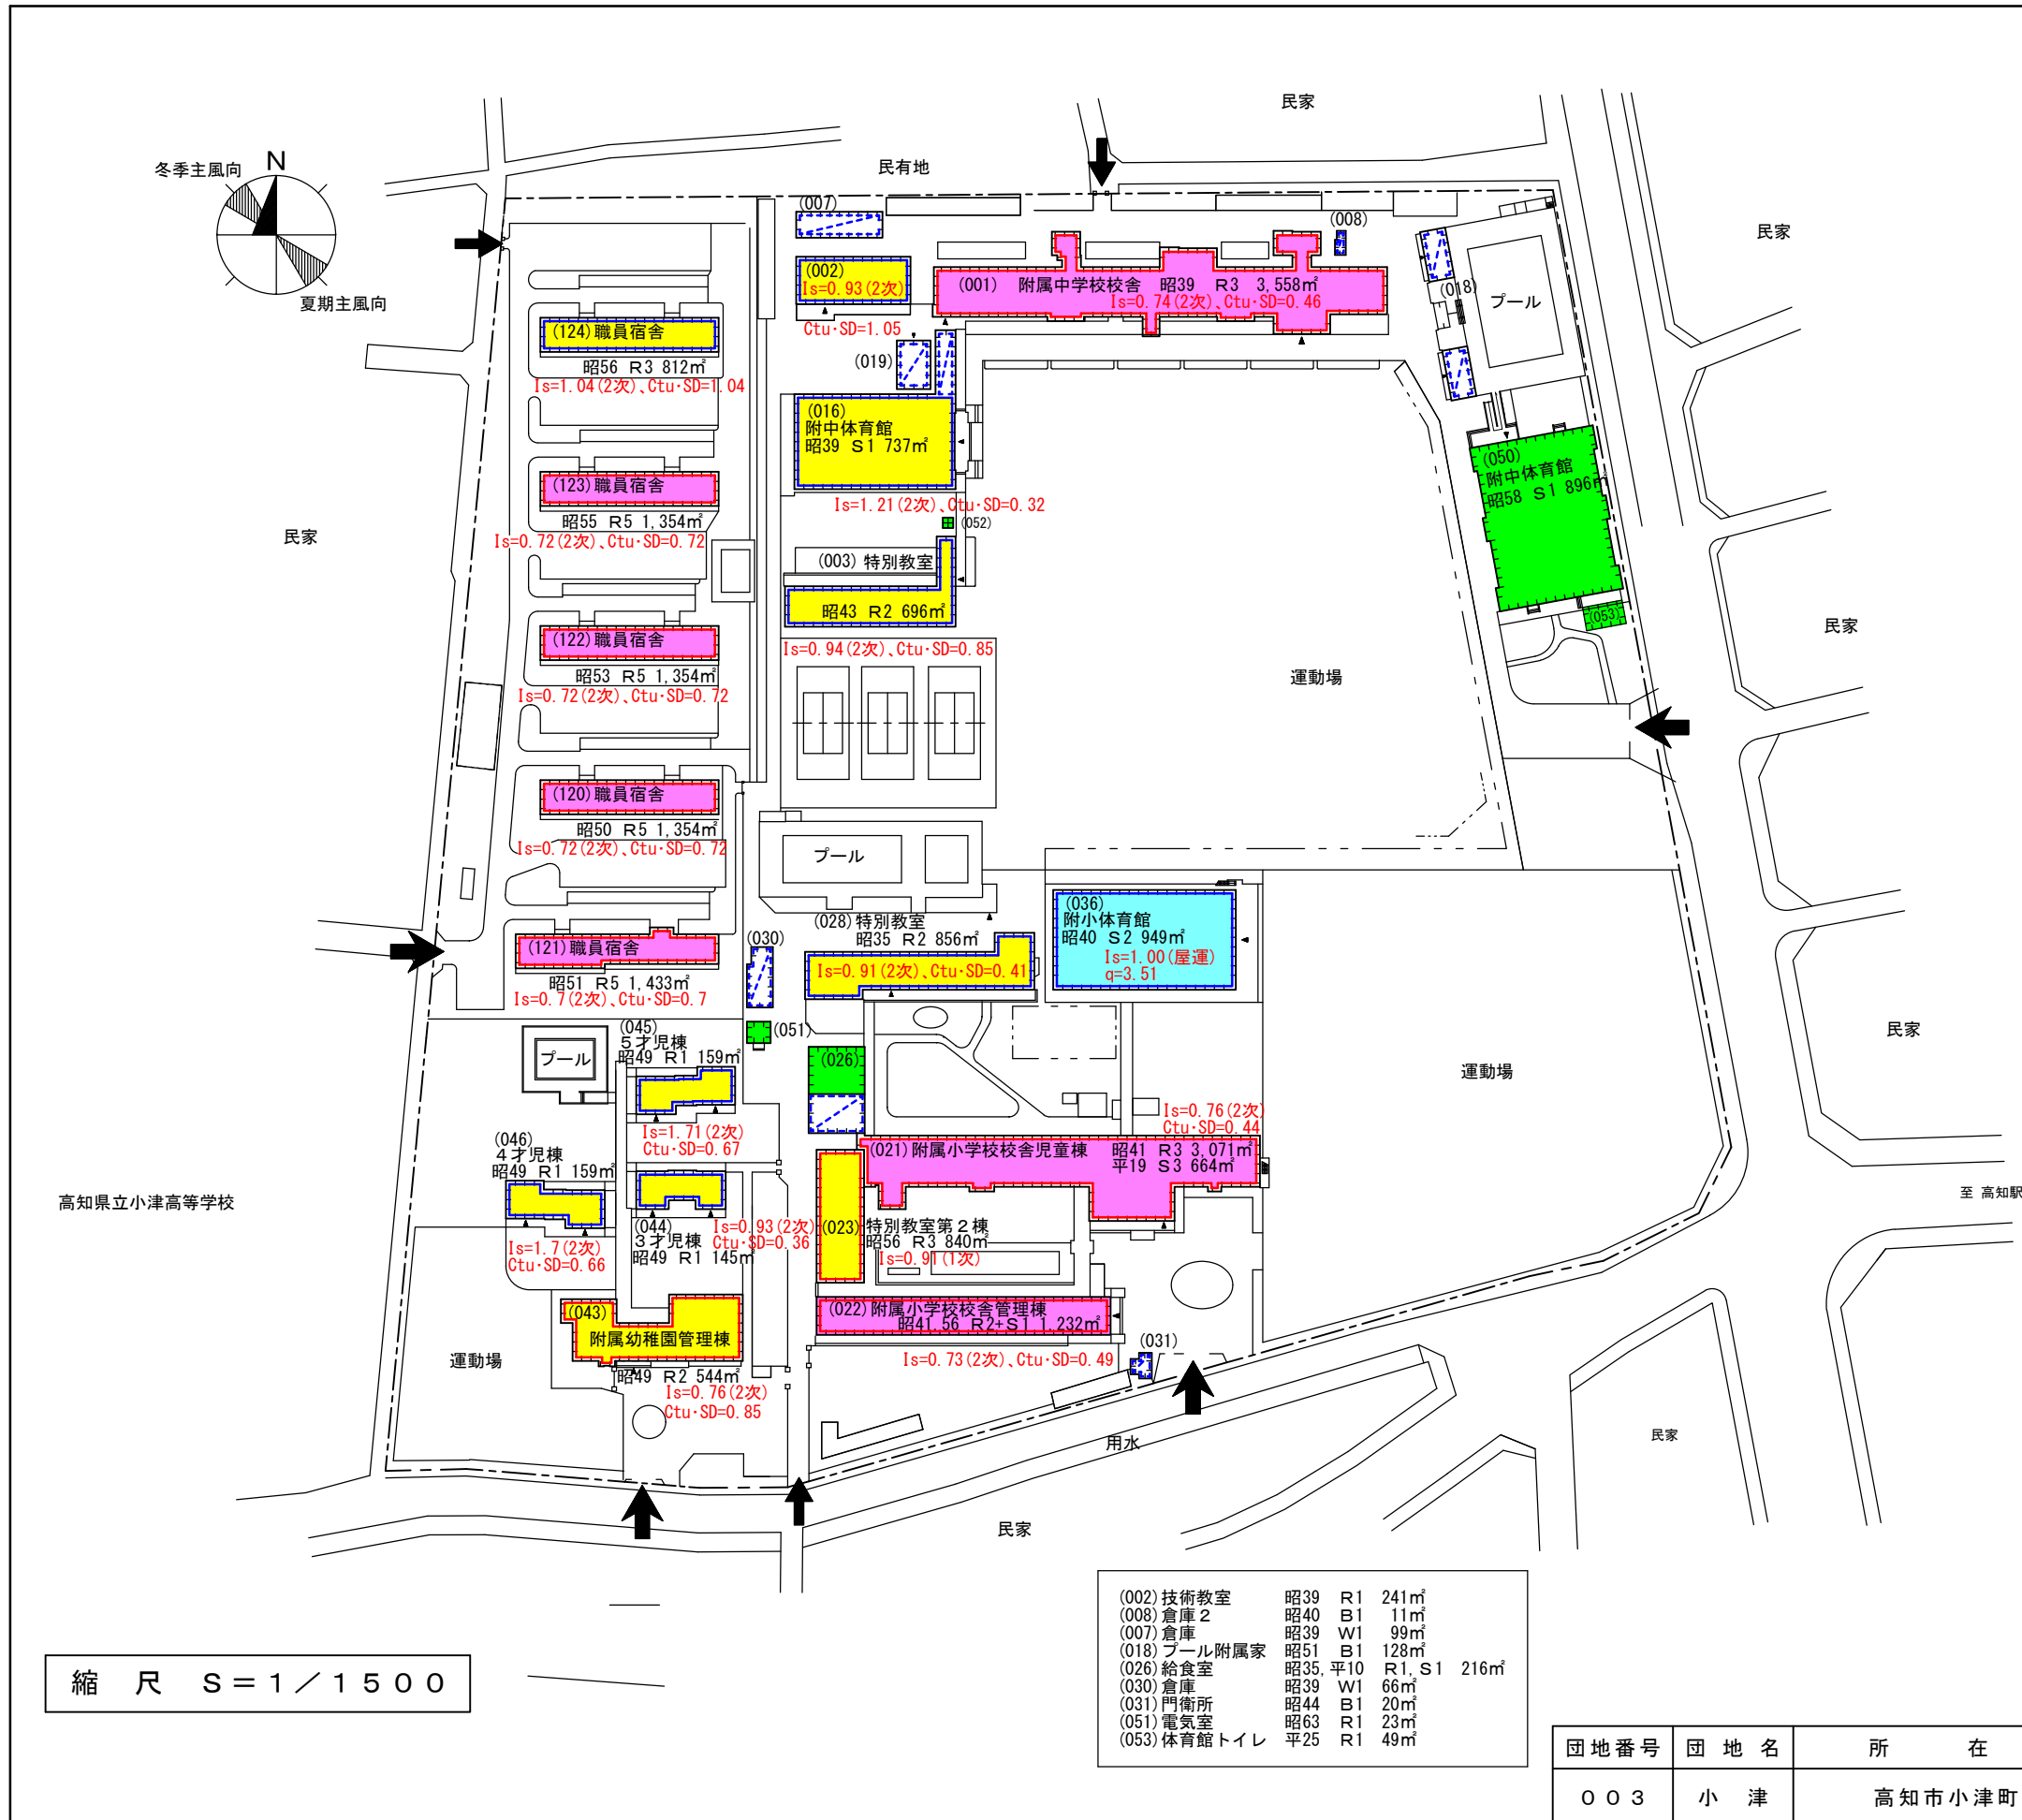 民家
冬季主風向
N
民有地
夏期主風向
(007)
(008)
民家
(002)
Is=0.93(2次)
Ctu・SD=1.05
(001) 附属中学校校舎 昭39 R3 3,558㎡
Is=0.74(2次)、Ctu・SD=0.46
(018)
プール
(124)職員宿舎
昭56 R3 812㎡
Is=1.04(2次)、Ctu・SD=1.04
(019)
(016)
附中体育館
昭39 S1 737㎡
Is=1.21(2次)、Ctu・SD=0.32
(050)
附中体育館
昭58 S1 896㎡
(053)
(123)職員宿舎
昭55 R5 1,354㎡
Is=0.72(2次)、Ctu・SD=0.72
民家
(052)
(003)特別教室
昭43 R2 696㎡
Is=0.94(2次)、Ctu・SD=0.85
(122)職員宿舎
昭53 R5 1,354㎡
Is=0.72(2次)、Ctu・SD=0.72
運動場
民家
(120)職員宿舎
昭50 R5 1,354㎡
Is=0.72(2次)、Ctu・SD=0.72
プール
(121)職員宿舎
昭51 R5 1,433㎡
Is=0.7(2次)、Ctu・SD=0.7
(030)
(028)特別教室
昭35 R2 856㎡
Is=0.91(2次)、Ctu・SD=0.41
(036)
附小体育館
昭40 S2 949㎡
Is=1.00(屋運)
q=3.51
民家
(051)
(026)
運動場
プール
(045)
5才児棟
昭49 R1 159㎡
Is=1.71(2次)
Ctu・SD=0.67
(046)
4才児棟
昭49 R1 159㎡
Is=1.7(2次)
Ctu・SD=0.66
(044)
3才児棟
昭49 R1 145㎡
Is=0.93(2次)
Ctu・SD=0.36
Is=0.76(2次)
Ctu・SD=0.44
(021)附属小学校校舎児童棟 昭41 R3 3,071㎡
平19 S3 664㎡
(023)
特別教室第2棟
昭56 R3 840㎡
Is=0.91(1次)
高知県立小津高等学校
至 高知駅
(022)附属小学校校舎管理棟
昭41.56 R2+S1 1,232㎡
Is=0.73(2次)、Ctu・SD=0.49
(043)
附属幼稚園管理棟
昭49 R2 544㎡
Is=0.76(2次)
Ctu・SD=0.85
運動場
(031)
用水
民家
民家
(002)技術教室 昭39 R1 241㎡
(008)倉庫2 昭40 B1 11㎡
(007)倉庫 昭39 W1 99㎡
(018)プール附属家 昭51 B1 128㎡
(026)給食室 昭35,平10 R1,S1 216㎡
(030)倉庫 昭39 W1 66㎡
(031)門衛所 昭44 B1 20㎡
(051)電気室 昭63 R1 23㎡
(053)体育館トイレ 平25 R1 49㎡
縮 尺 S=1/1500
団地番号 団 地 名 所 在
003 小 津 高知市小津町